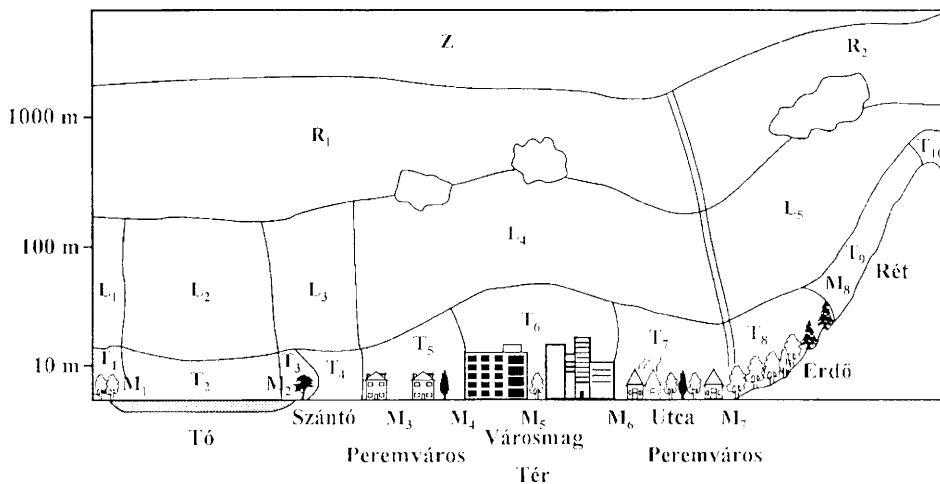 Z
R₂
1000 m
R₁
T₁₀
L₅
100 m
L₄
T₉
Rét
L₁ L₂ L₃
M₈
T₆
T₅ T₇ T₈
T₁ T₃
10 m
M₁ T₂ M₂ T₄
Erdő
Szántó M₃ M₄ M₅ M₆ Utca M₇
Tó Városmag
Peremváros Peremváros
Tér